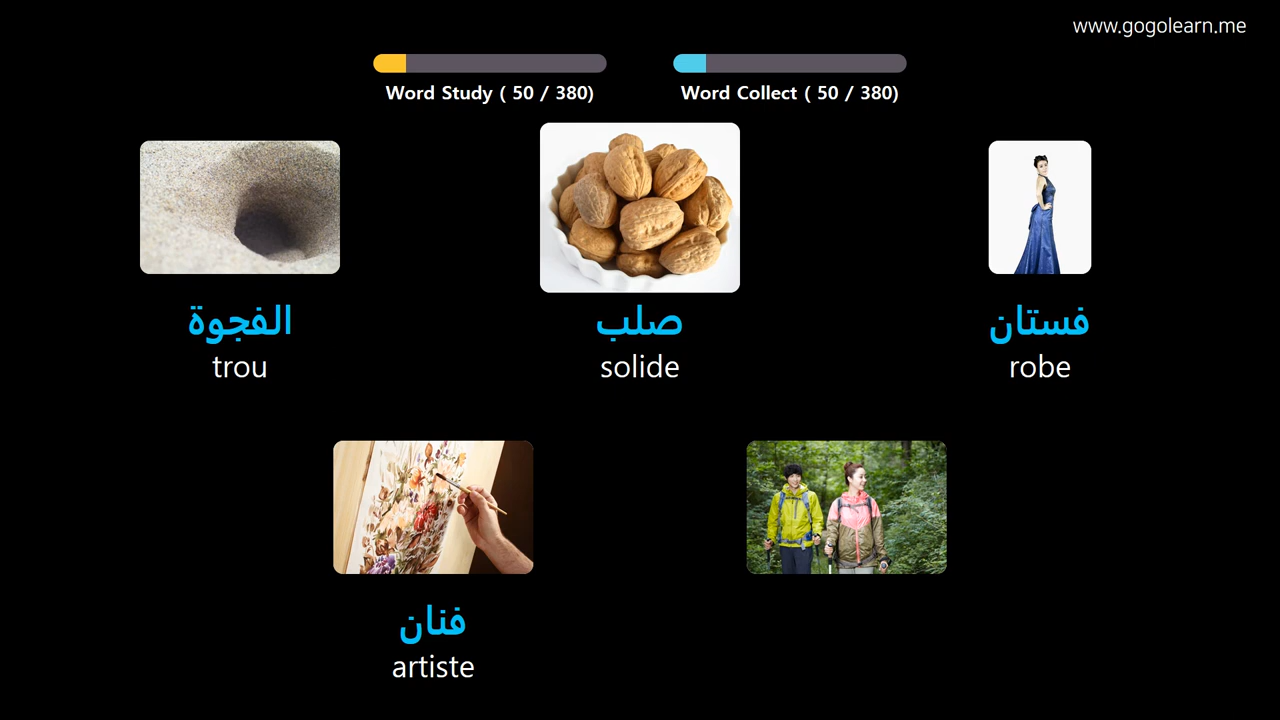 www.gogolearn.me
Word Study ( 50 / 380)
Word Collect ( 50 / 380)
الفجوة
trou
صلب
solide
فستان
robe
فنان
artiste